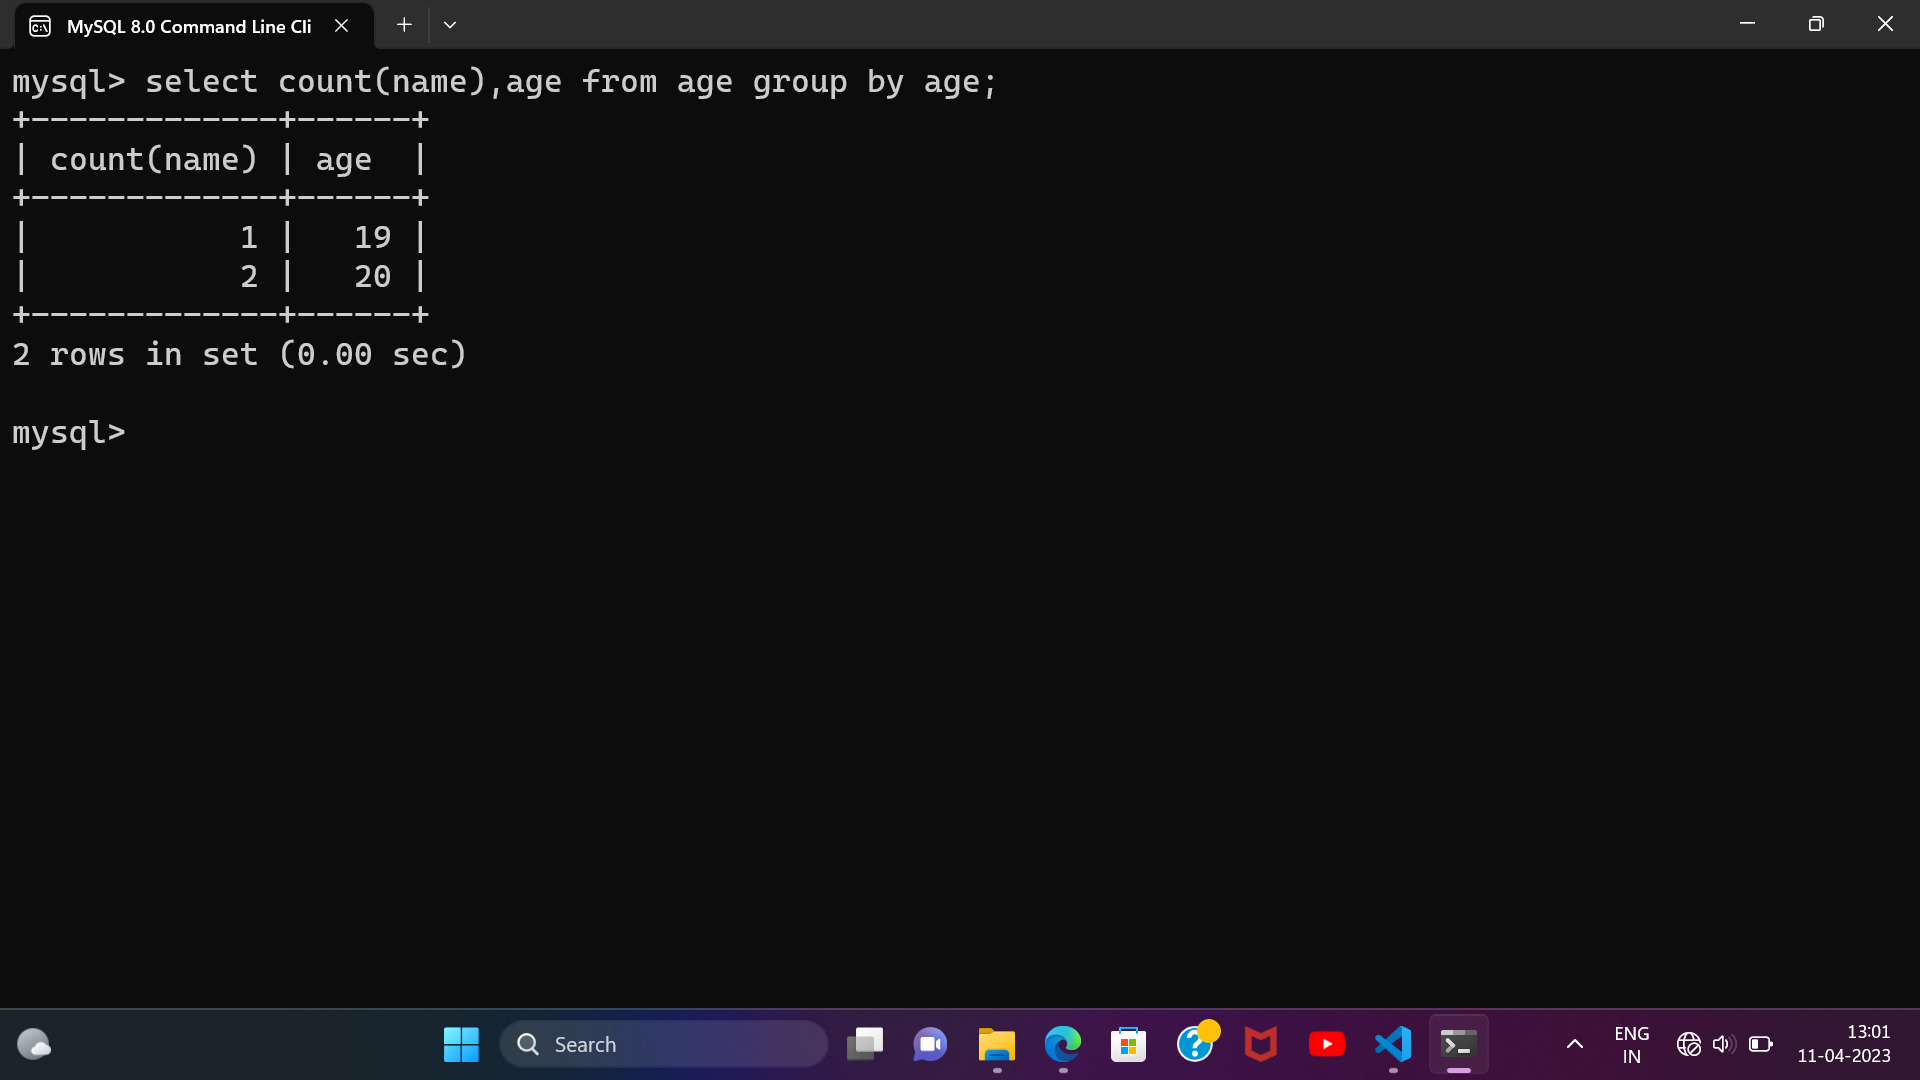 MySQL 8.0 Command Line Cli
mysql> select count(name),age from age group by age;
+-------------+------+
| count(name) | age  |
+-------------+------+
|           1 |   19 |
|           2 |   20 |
+-------------+------+
2 rows in set (0.00 sec)
mysql>
Search
ENG
IN
13:01
11-04-2023